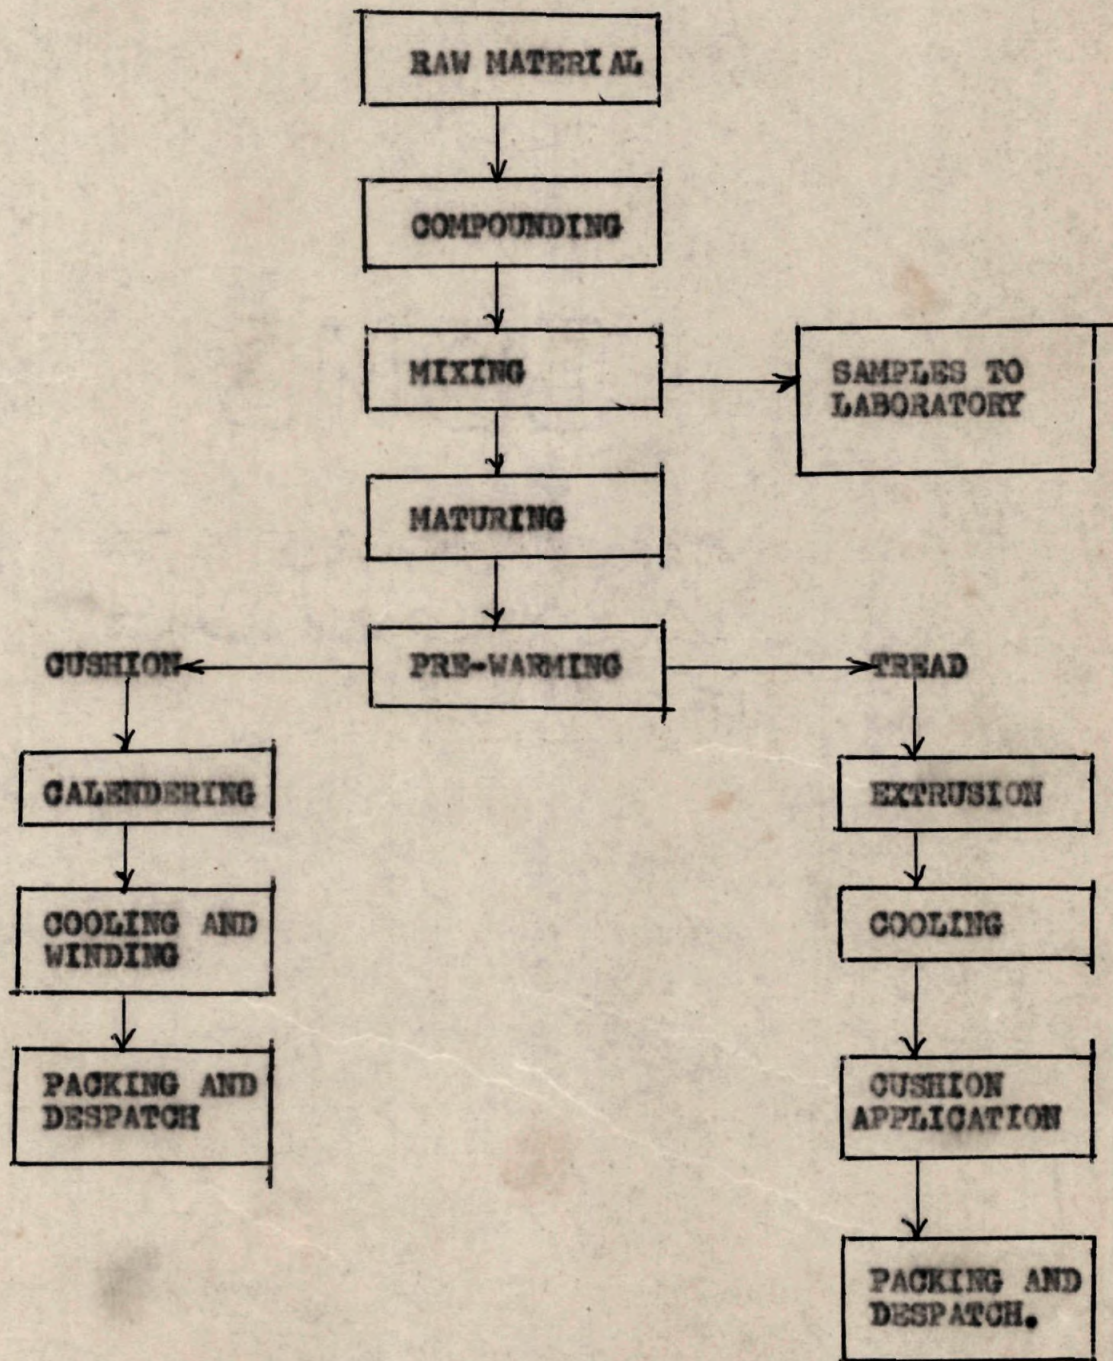 RAW MATERIAL
COMPOUNDING
MIXING
SAMPLES TO
LABORATORY
MATURING
CUSHION
PRE-WARMING
TREAD
CALENDERING
EXTRUSION
COOLING AND
WINDING
COOLING
PACKING AND
DESPATCH
CUSHION
APPLICATION
PACKING AND
DESPATCH.